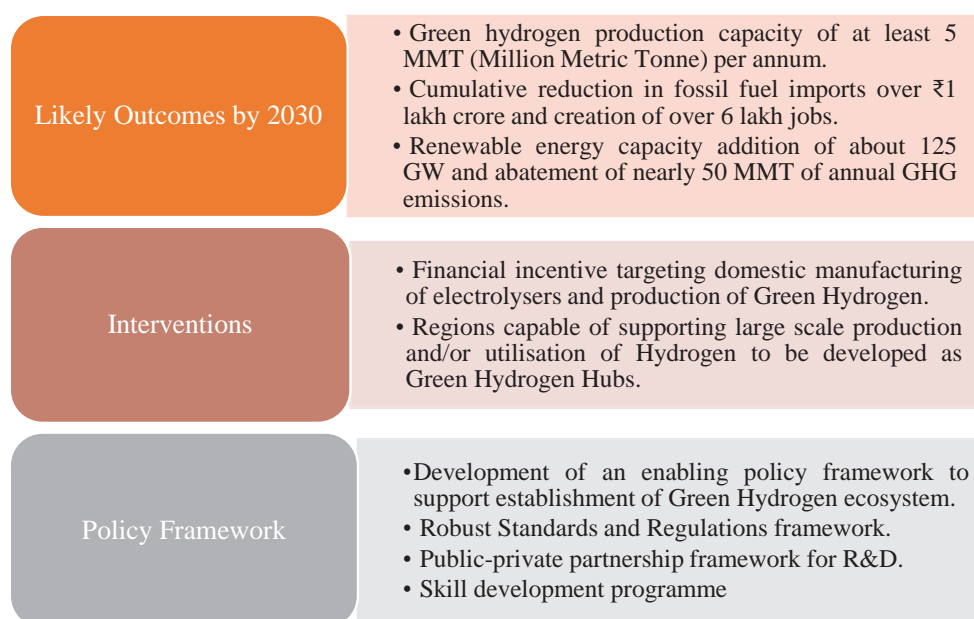 Likely Outcomes by 2030
• Green hydrogen production capacity of at least 5
MMT (Million Metric Tonne) per annum.
• Cumulative reduction in fossil fuel imports over ₹1
lakh crore and creation of over 6 lakh jobs.
• Renewable energy capacity addition of about 125
GW and abatement of nearly 50 MMT of annual GHG
emissions.
Interventions
• Financial incentive targeting domestic manufacturing
of electrolysers and production of Green Hydrogen.
• Regions capable of supporting large scale production
and/or utilisation of Hydrogen to be developed as
Green Hydrogen Hubs.
Policy Framework
•Development of an enabling policy framework to
support establishment of Green Hydrogen ecosystem.
• Robust Standards and Regulations framework.
• Public-private partnership framework for R&D.
• Skill development programme